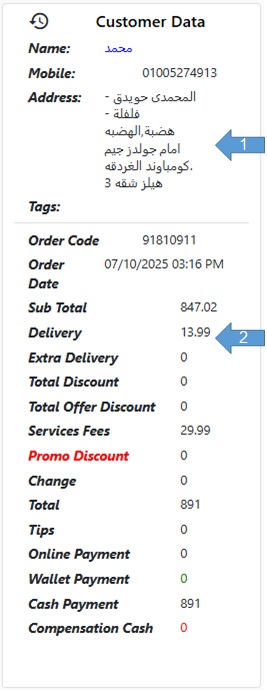 Customer Data
Name: محمد
Mobile: 01005274913
Address: - المحمدى حويدق
- فلفلة
هضبة,الهضبه
امام جولدز جيم
.كومباوند الغردقه
هيلز شقه 3
1
Tags:
Order Code 91810911
Order Date 07/10/2025 03:16 PM
Sub Total 847.02
Delivery 13.99
2
Extra Delivery 0
Total Discount 0
Total Offer Discount 0
Services Fees 29.99
Promo Discount 0
Change 0
Total 891
Tips 0
Online Payment 0
Wallet Payment 0
Cash Payment 891
Compensation Cash 0